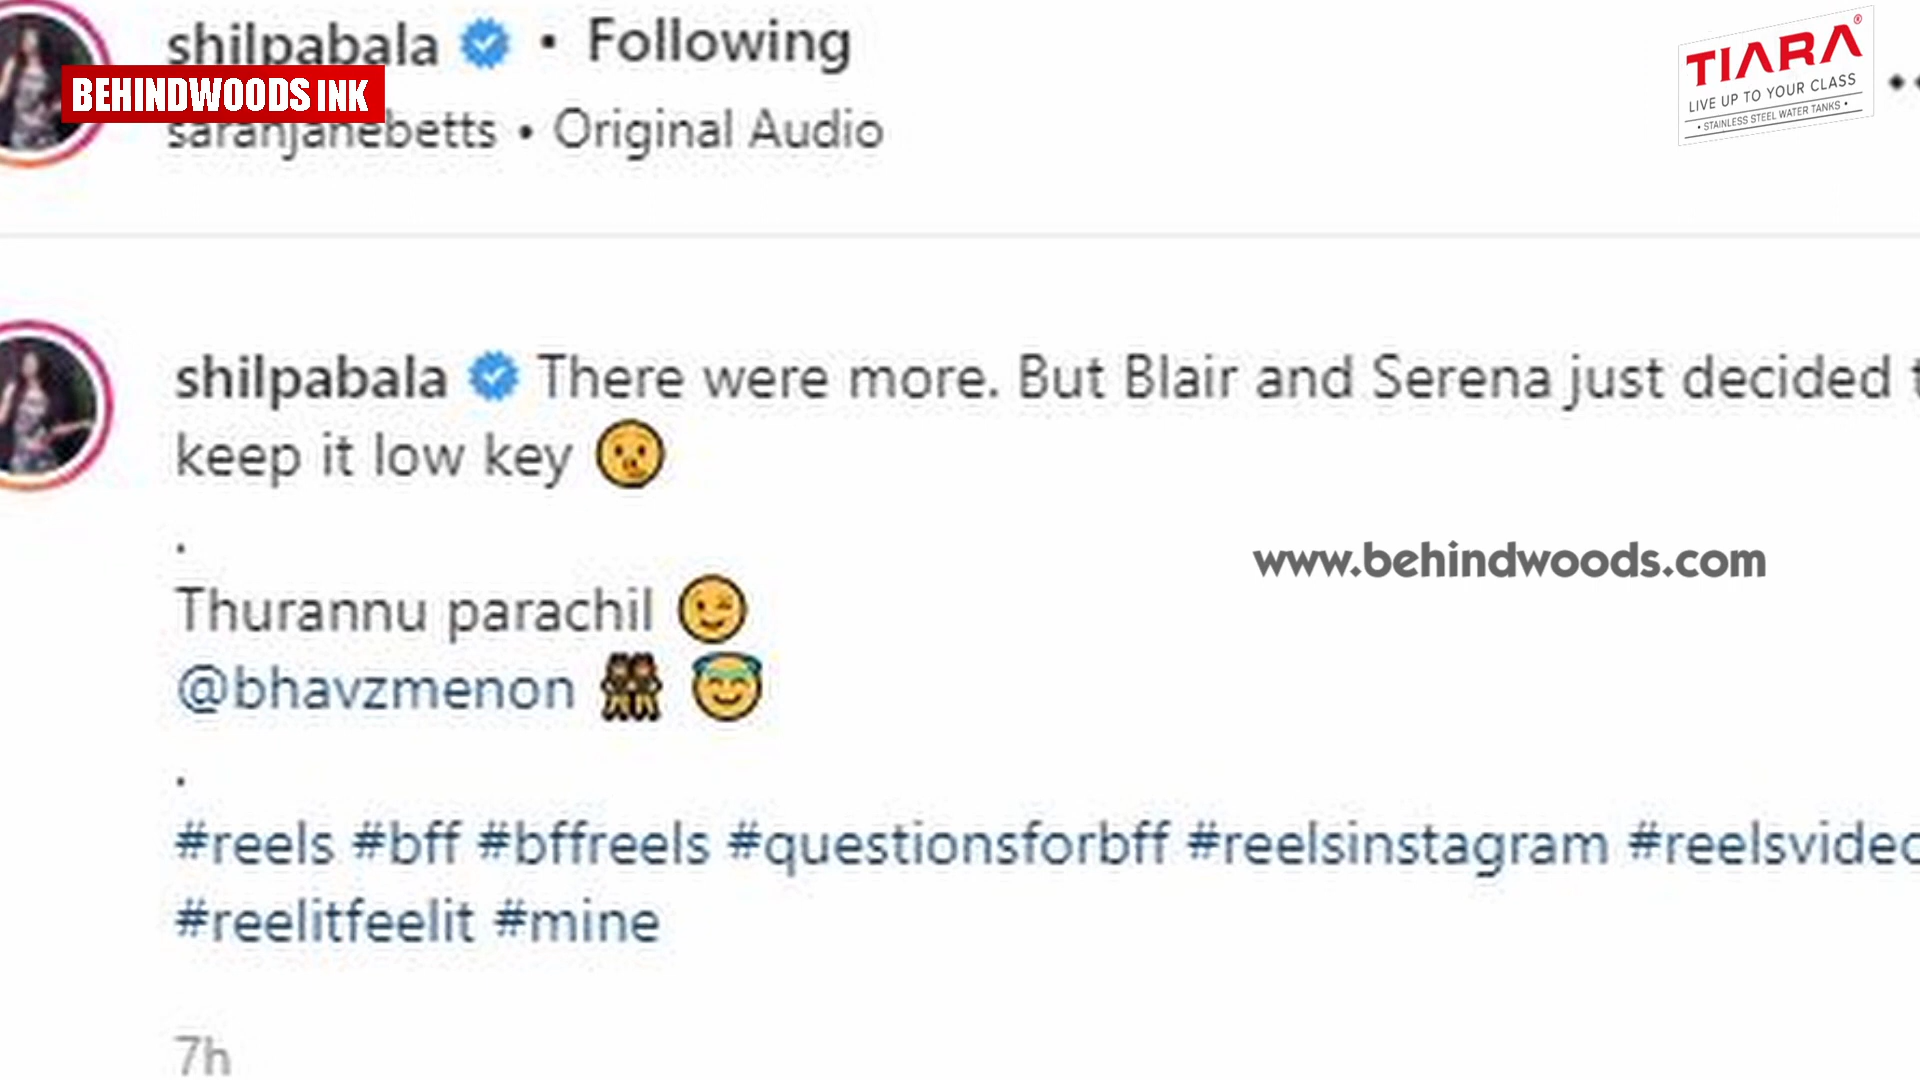 shilpabala • Following
BEHINDWOODS INK
sarahjanebetts • Original Audio
TIARA®
LIVE UP TO YOUR CLASS
• STAINLESS STEEL WATER TANKS •
shilpabala There were more. But Blair and Serena just decided t
keep it low key 🤫
.
www.behindwoods.com
Thurannu parachil 😉
@bhavzmenon 👯 😇
.
#reels #bff #bffreels #questionsforbff #reelsinstagram #reelsvideo
#reelitfeelit #mine
7h